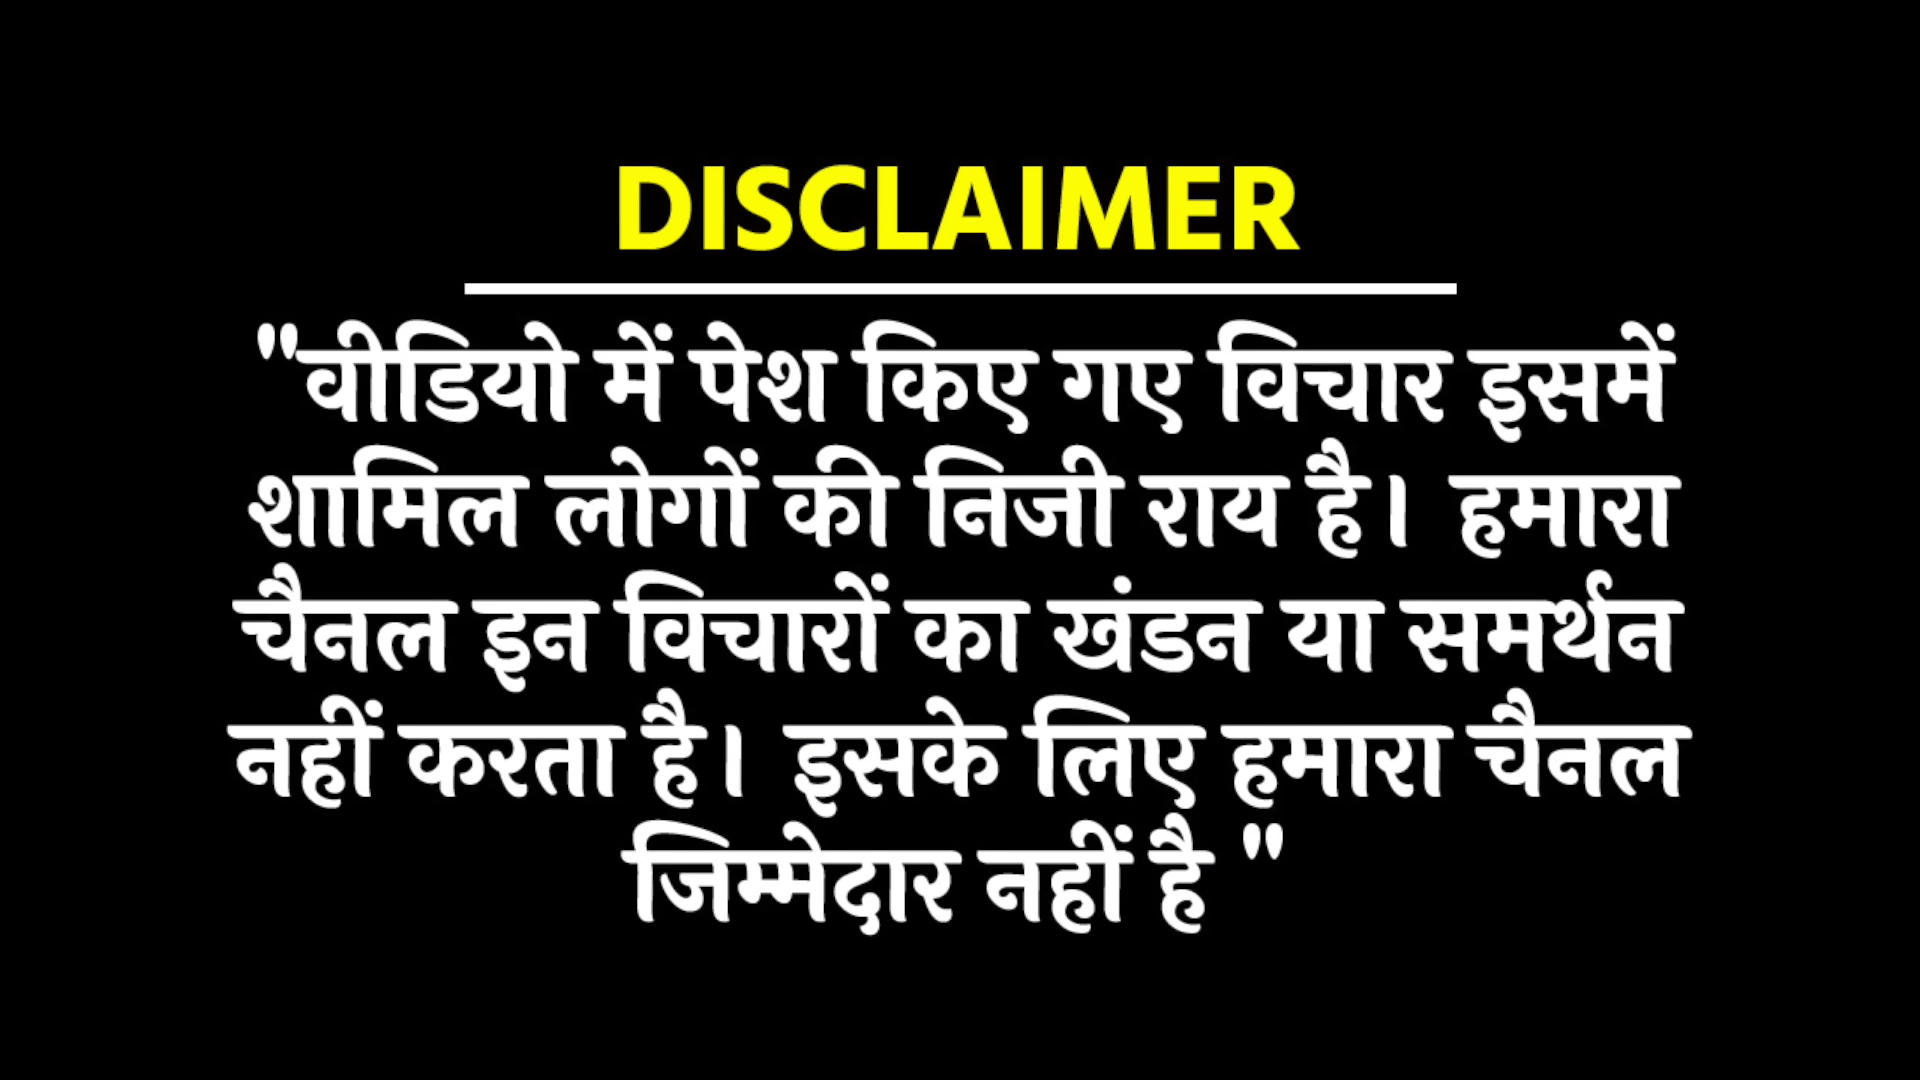 DISCLAIMER
"वीडियो में पेश किए गए विचार इसमें
शामिल लोगों की निजी राय है। हमारा
चैनल इन विचारों का खंडन या समर्थन
नहीं करता है। इसके लिए हमारा चैनल
जिम्मेदार नहीं है "